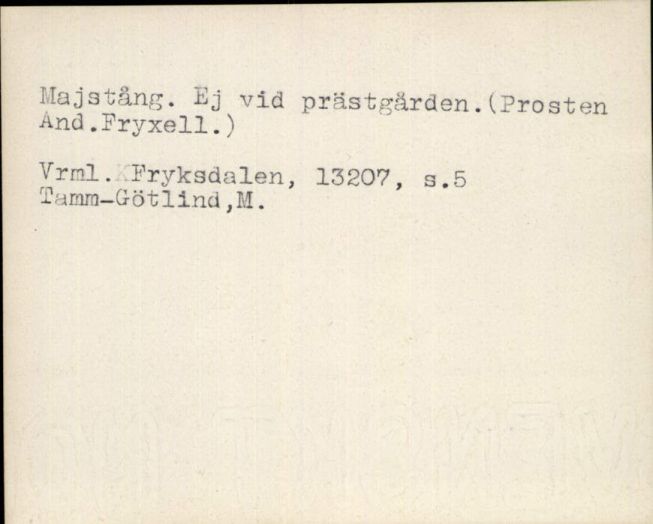 Majstång. Ej vid prästgården.(Prosten
And.Fryxell.)
Vrml. Fryksdalen, 13207, s.5
Tamm-Götlind,M.